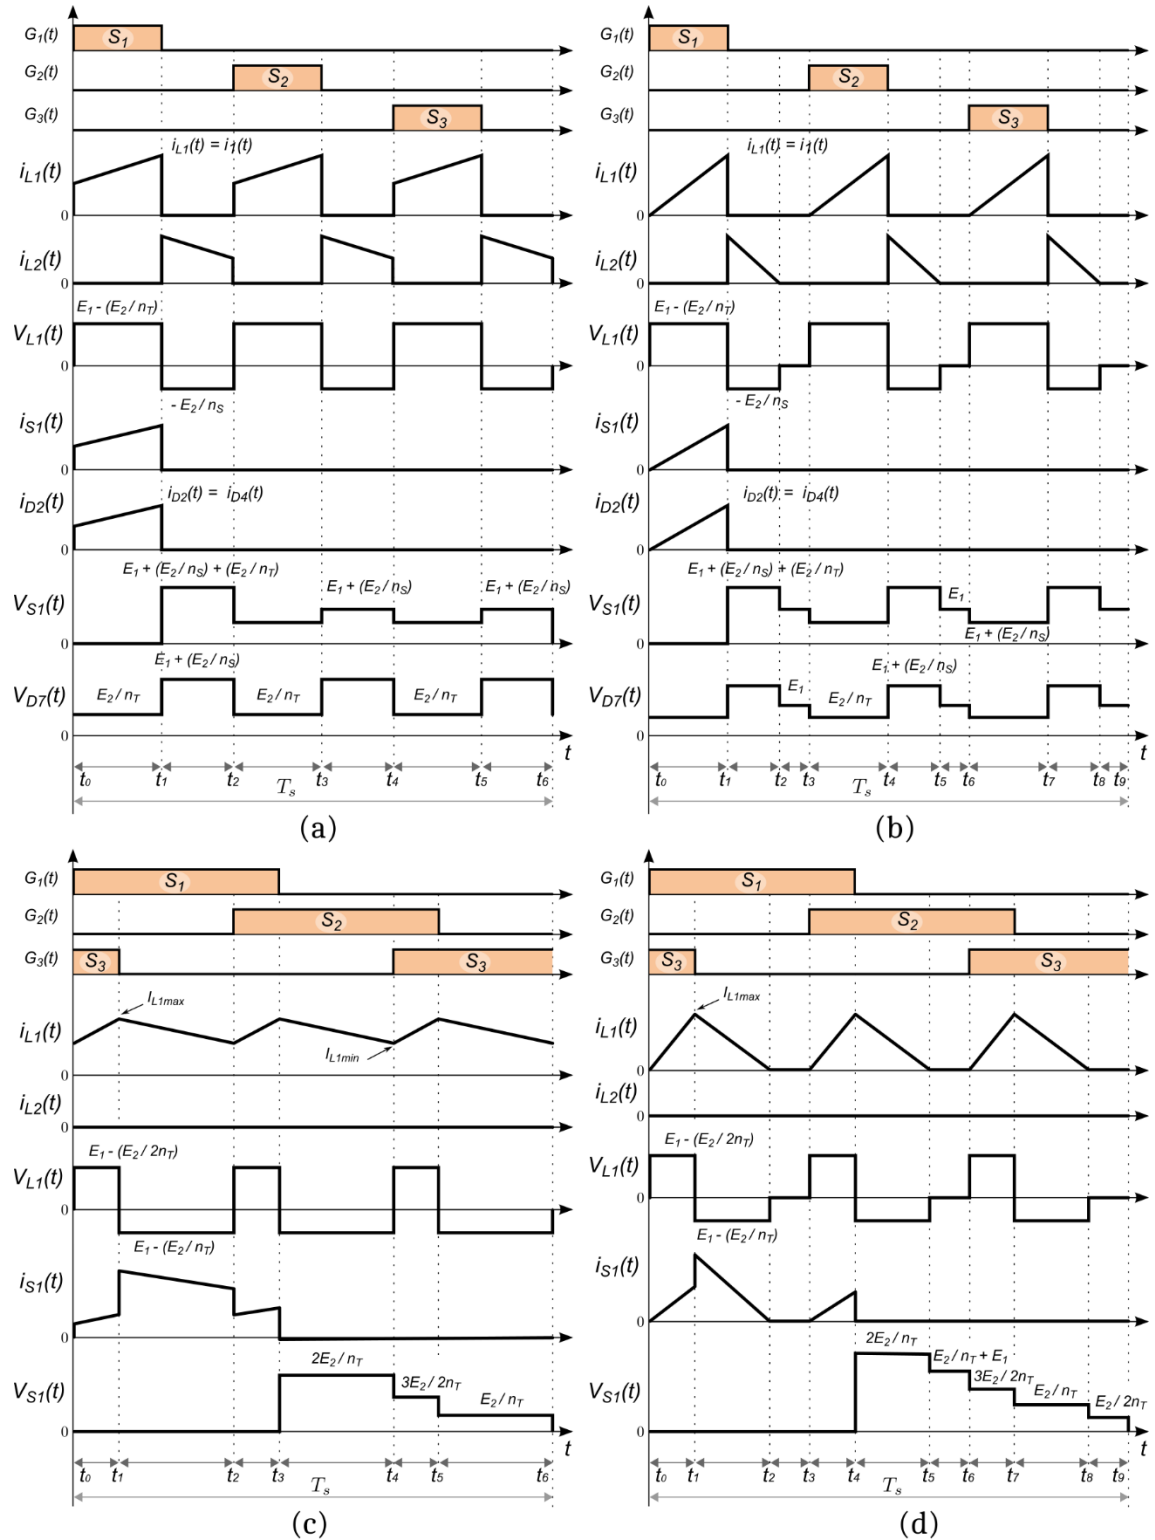 G1(t) S1
G2(t) S2
G3(t) S3
iL1(t) = i1(t)
iL1(t)
0
iL2(t)
0
E1 - (E2 / nT)
VL1(t)
0
- E2 / nS
iS1(t)
0
iD2(t) = iD4(t)
iD2(t)
0
E1 + (E2 / nS) + (E2 / nT)
E1 + (E2 / nS) E1 + (E2 / nS)
VS1(t)
0
E1 + (E2 / nS)
VD7(t) E2 / nT E2 / nT E2 / nT
0
t
t0 t1 t2 t3 t4 t5 t6
Ts
(a)
G1(t) S1
G2(t) S2
G3(t) S3
iL1(t) = i1(t)
iL1(t)
0
iL2(t)
0
E1 - (E2 / nT)
VL1(t)
0
- E2 / nS
iS1(t)
0
iD2(t) = iD4(t)
iD2(t)
0
E1 + (E2 / nS) + (E2 / nT)
E1
VS1(t)
E1 + (E2 / nS)
0
E1 + (E2 / nS)
VD7(t) E1 E2 / nT
0
t
t0 t1 t2 t3 t4 t5 t6 t7 t8 t9
Ts
(b)
G1(t) S1
G2(t) S2
G3(t) S3 S3
IL1max
iL1(t)
IL1min
0
iL2(t)
0
E1 - (E2 / 2nT)
VL1(t)
0
E1 - (E2 / nT)
iS1(t)
0
2E2 / nT
VS1(t) 3E2 / 2nT E2 / nT
0
t
t0 t1 t2 t3 t4 t5 t6
Ts
(c)
G1(t) S1
G2(t) S2
G3(t) S3 S3
IL1max
iL1(t)
0
iL2(t)
0
E1 - (E2 / 2nT)
VL1(t)
0
E1 - (E2 / nT)
iS1(t)
0
2E2 / nT E2 / nT + E1
3E2 / 2nT
VS1(t) E2 / nT E2 / 2nT
0
t
t0 t1 t2 t3 t4 t5 t6 t7 t8 t9
Ts
(d)